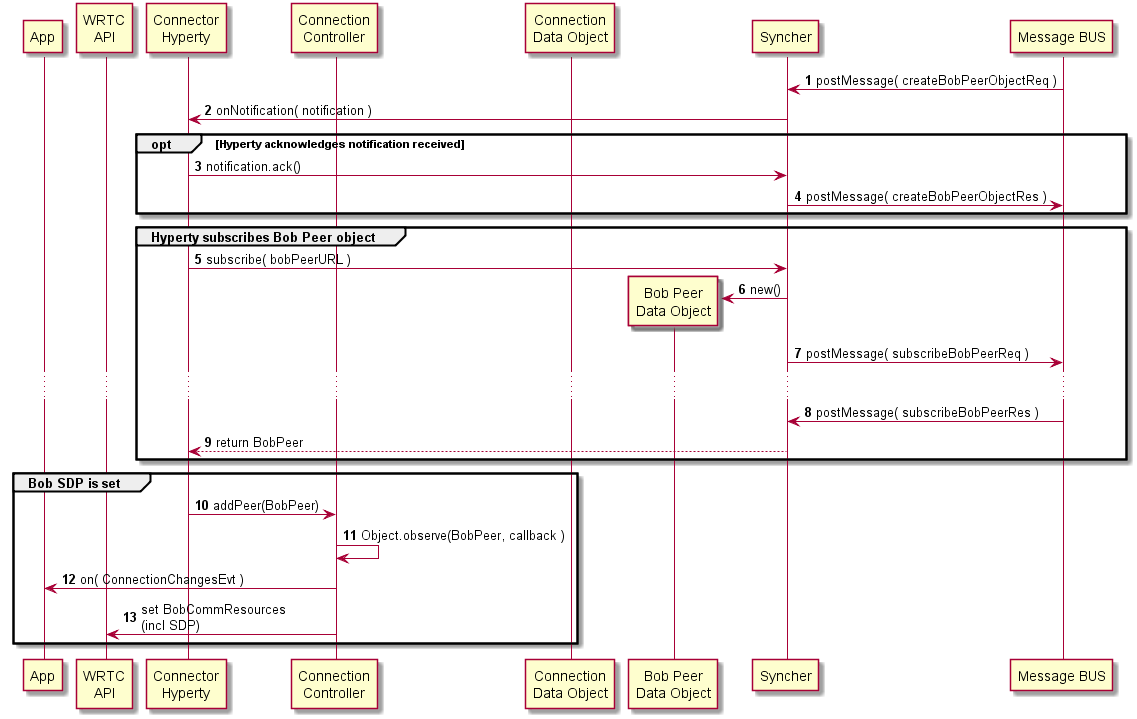 App
WRTC
API
Connector
Hyperty
Connection
Controller
Connection
Data Object
Syncher
Message BUS
1 postMessage( createBobPeerObjectReq )
2 onNotification( notification )
opt [Hyperty acknowledges notification received]
3 notification.ack()
4 postMessage( createBobPeerObjectRes )
Hyperty subscribes Bob Peer object
5 subscribe( bobPeerURL )
Bob Peer
Data Object
6 new()
7 postMessage( subscribeBobPeerReq )
8 postMessage( subscribeBobPeerRes )
9 return BobPeer
Bob SDP is set
10 addPeer(BobPeer)
11 Object.observe(BobPeer, callback )
12 on( ConnectionChangesEvt )
13 set BobCommResources
(incl SDP)
App
WRTC
API
Connector
Hyperty
Connection
Controller
Connection
Data Object
Bob Peer
Data Object
Syncher
Message BUS